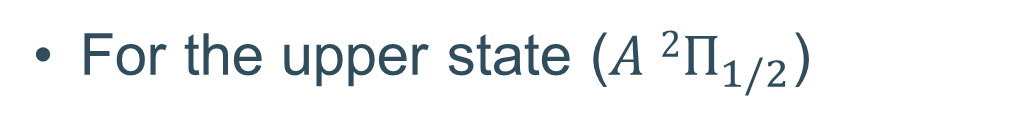 • For the upper state (𝐴 ²Π₁/₂)